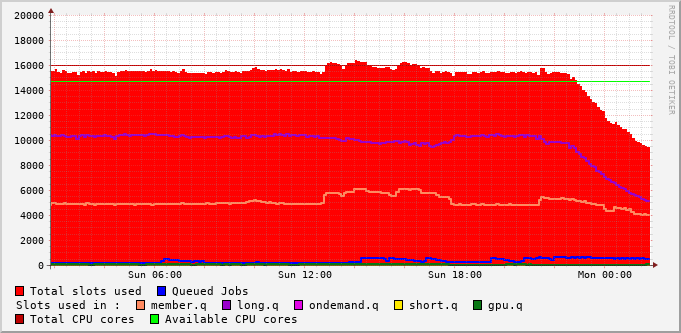 20000
18000
16000
14000
12000
10000
8000
6000
4000
2000
0
Sun 06:00 Sun 12:00 Sun 18:00 Mon 00:00
RRDTOOL / TOBI OETIKER
Total slots used Queued Jobs
Slots used in : member.q long.q ondemand.q short.q gpu.q
Total CPU cores Available CPU cores